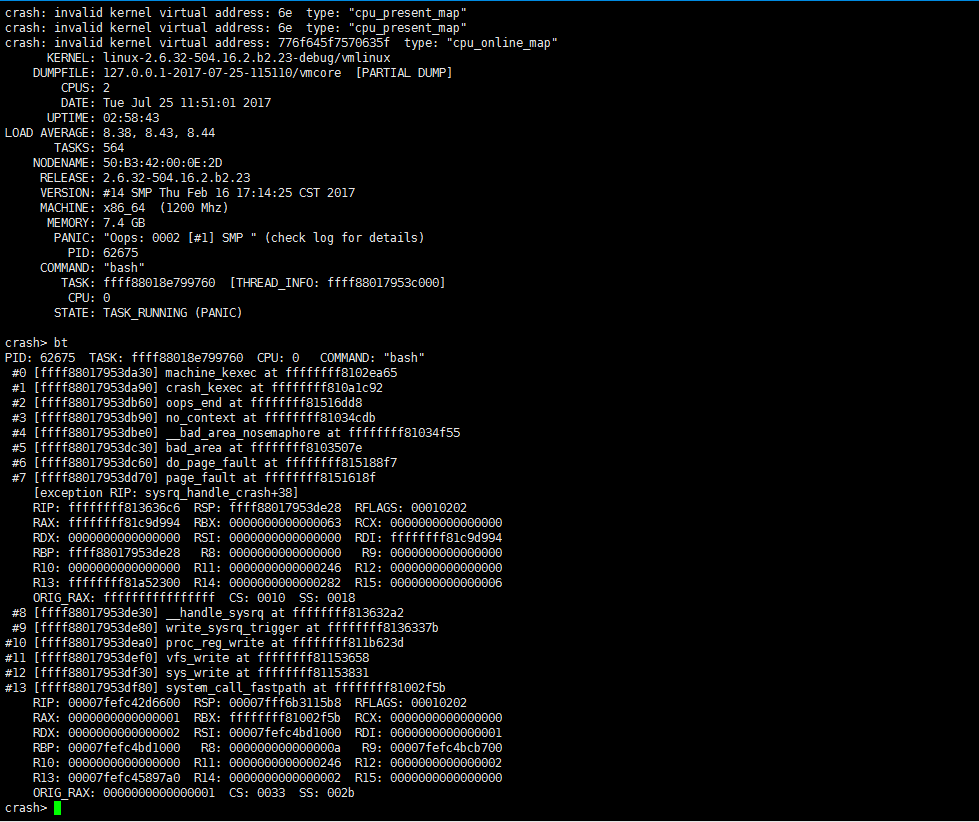 crash: invalid kernel virtual address: 6e  type: "cpu_present_map"
crash: invalid kernel virtual address: 6e  type: "cpu_present_map"
crash: invalid kernel virtual address: 776f645f7570635f  type: "cpu_online_map"
      KERNEL: linux-2.6.32-504.16.2.b2.23-debug/vmlinux
    DUMPFILE: 127.0.0.1-2017-07-25-115110/vmcore  [PARTIAL DUMP]
        CPUS: 2
        DATE: Tue Jul 25 11:51:01 2017
      UPTIME: 02:58:43
LOAD AVERAGE: 8.38, 8.43, 8.44
       TASKS: 564
    NODENAME: 50:B3:42:00:0E:2D
     RELEASE: 2.6.32-504.16.2.b2.23
     VERSION: #14 SMP Thu Feb 16 17:14:25 CST 2017
     MACHINE: x86_64  (1200 Mhz)
      MEMORY: 7.4 GB
       PANIC: "Oops: 0002 [#1] SMP " (check log for details)
         PID: 62675
     COMMAND: "bash"
        TASK: ffff88018e799760  [THREAD_INFO: ffff88017953c000]
         CPU: 0
       STATE: TASK_RUNNING (PANIC)

crash> bt
PID: 62675  TASK: ffff88018e799760  CPU: 0   COMMAND: "bash"
 #0 [ffff88017953da30] machine_kexec at ffffffff8102ea65
 #1 [ffff88017953da90] crash_kexec at ffffffff810a1c92
 #2 [ffff88017953db60] oops_end at ffffffff81516dd8
 #3 [ffff88017953db90] no_context at ffffffff81034cdb
 #4 [ffff88017953dbe0] __bad_area_nosemaphore at ffffffff81034f55
 #5 [ffff88017953dc30] bad_area at ffffffff8103507e
 #6 [ffff88017953dc60] do_page_fault at ffffffff815188f7
 #7 [ffff88017953dd70] page_fault at ffffffff8151618f
    [exception RIP: sysrq_handle_crash+38]
    RIP: ffffffff813636c6  RSP: ffff88017953de28  RFLAGS: 00010202
    RAX: ffffffff81c9d994  RBX: 0000000000000063  RCX: 0000000000000000
    RDX: 0000000000000000  RSI: 0000000000000000  RDI: ffffffff81c9d994
    RBP: ffff88017953de28   R8: 0000000000000000   R9: 0000000000000000
    R10: 0000000000000000  R11: 0000000000000246  R12: 0000000000000000
    R13: ffffffff81a52300  R14: 0000000000000282  R15: 0000000000000006
    ORIG_RAX: ffffffffffffffff  CS: 0010  SS: 0018
 #8 [ffff88017953de30] __handle_sysrq at ffffffff813632a2
 #9 [ffff88017953de80] write_sysrq_trigger at ffffffff8136337b
#10 [ffff88017953dea0] proc_reg_write at ffffffff811b623d
#11 [ffff88017953def0] vfs_write at ffffffff81153658
#12 [ffff88017953df30] sys_write at ffffffff81153831
#13 [ffff88017953df80] system_call_fastpath at ffffffff81002f5b
    RIP: 00007fefc42d6600  RSP: 00007fff6b3115b8  RFLAGS: 00010202
    RAX: 0000000000000001  RBX: ffffffff81002f5b  RCX: 0000000000000000
    RDX: 0000000000000002  RSI: 00007fefc4bd1000  RDI: 0000000000000001
    RBP: 00007fefc4bd1000   R8: 000000000000000a   R9: 00007fefc4bcb700
    R10: 0000000000000000  R11: 0000000000000246  R12: 0000000000000002
    R13: 00007fefc45897a0  R14: 0000000000000002  R15: 0000000000000000
    ORIG_RAX: 0000000000000001  CS: 0033  SS: 002b
crash>